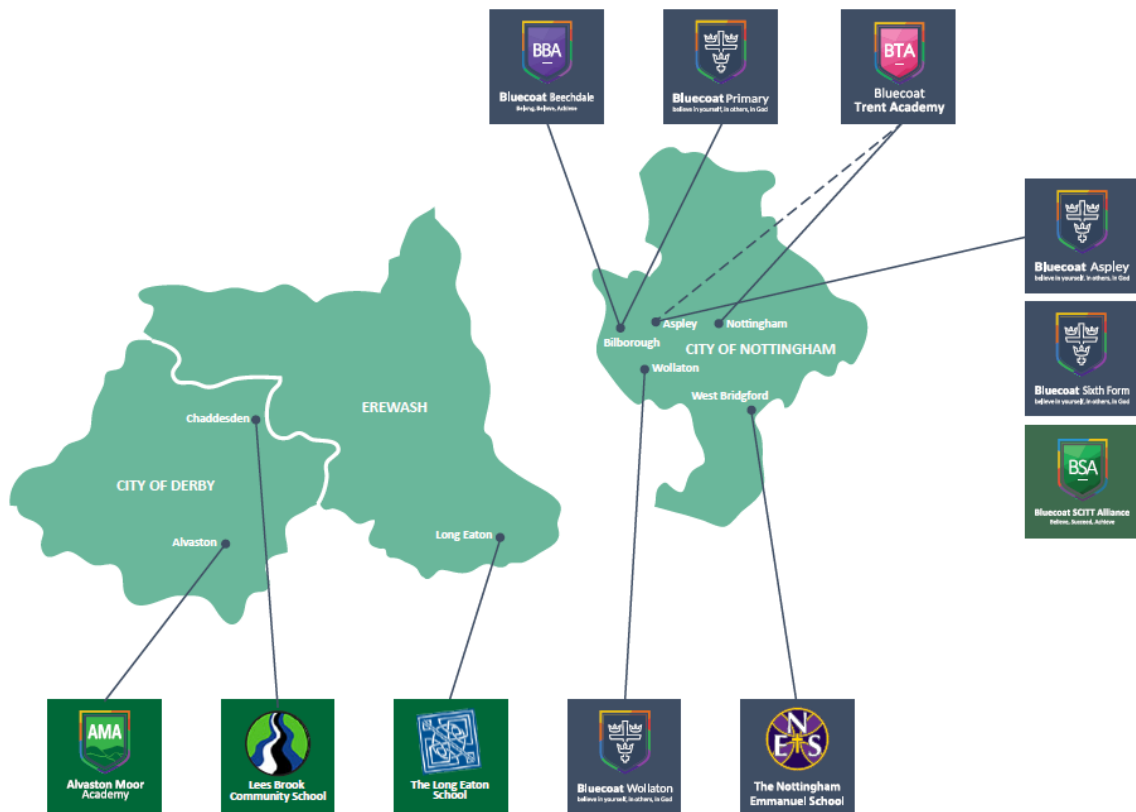 BBA
Bluecoat Beechdale
Belong, Believe, Achieve
Bluecoat Primary
believe in yourself, in others, in God
BTA
Bluecoat
Trent Academy
Bluecoat Aspley
believe in yourself, in others, in God
Aspley
Nottingham
Bilborough
CITY OF NOTTINGHAM
Wollaton
Bluecoat Sixth Form
believe in yourself, in others, in God
West Bridgford
EREWASH
Chaddesden
BSA
Bluecoat SCITT Alliance
Believe, Succeed, Achieve
CITY OF DERBY
Long Eaton
Alvaston
AMA
Alvaston Moor
Academy
Lees Brook
Community School
The Long Eaton
School
Bluecoat Wollaton
believe in yourself, in others, in God
N
E S
The Nottingham
Emmanuel School